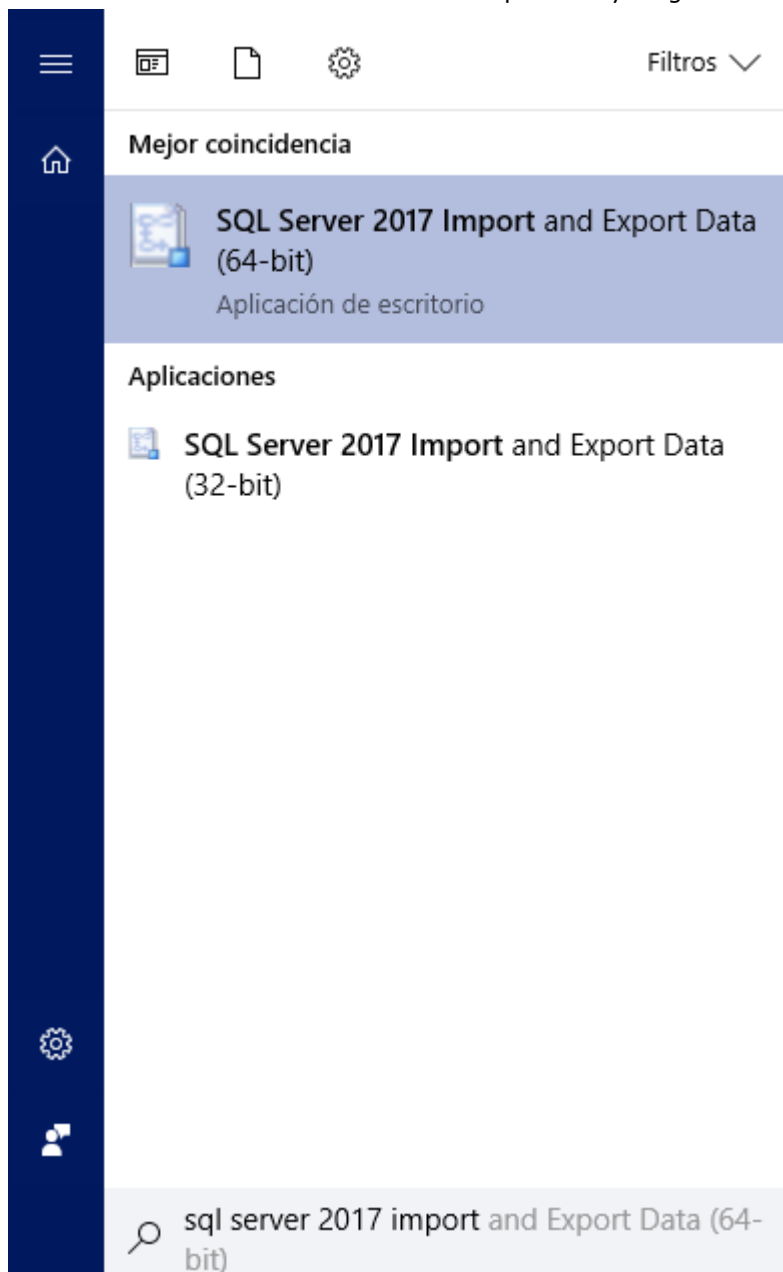 Filtros
Mejor coincidencia
SQL Server 2017 Import and Export Data
(64-bit)
Aplicación de escritorio
Aplicaciones
SQL Server 2017 Import and Export Data
(32-bit)
sql server 2017 import and Export Data (64-
bit)